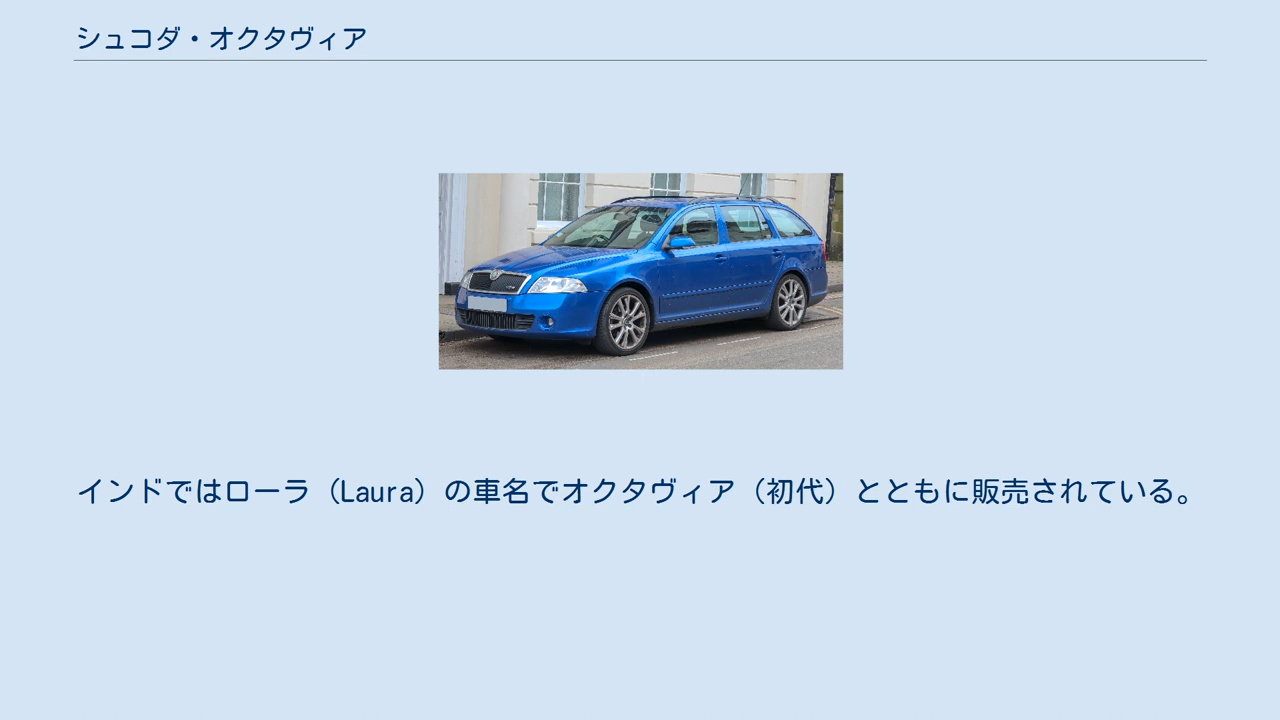 シュコダ・オクタヴィア
インドではローラ（Laura）の車名でオクタヴィア（初代）とともに販売されている。